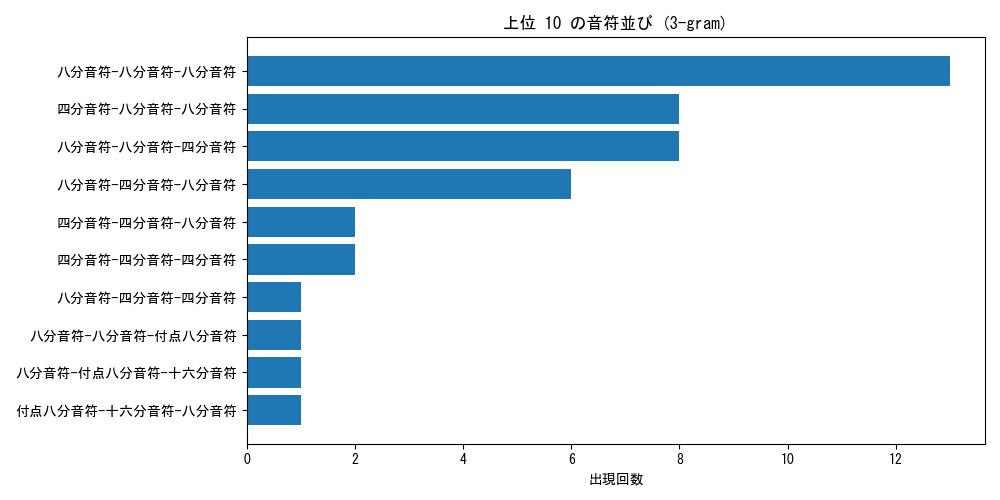 上位 10 の音符並び (3-gram)
八分音符-八分音符-八分音符
四分音符-八分音符-八分音符
八分音符-八分音符-四分音符
八分音符-四分音符-八分音符
四分音符-四分音符-八分音符
四分音符-四分音符-四分音符
八分音符-四分音符-四分音符
八分音符-八分音符-付点八分音符
八分音符-付点八分音符-十六分音符
付点八分音符-十六分音符-八分音符
0 2 4 6 8 10 12
出現回数